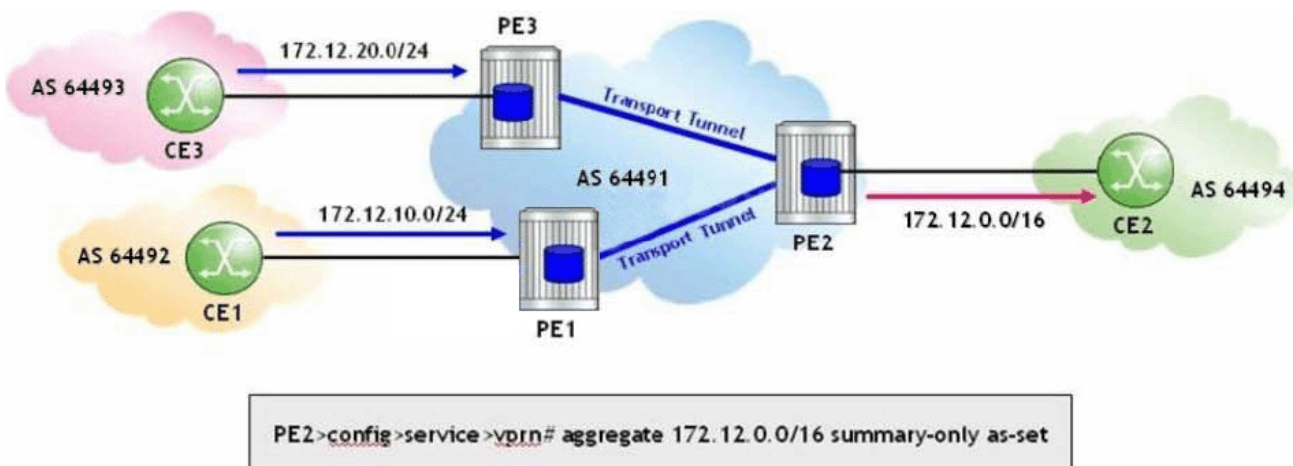 PE3
172.12.20.0/24
AS 64493
CE3
Transport Tunnel
AS 64491
172.12.10.0/24
AS 64492
CE1
PE1
Transport Tunnel
PE2
172.12.0.0/16
CE2
AS 64494
PE2>config>service>vprn# aggregate 172.12.0.0/16 summary-only as-set